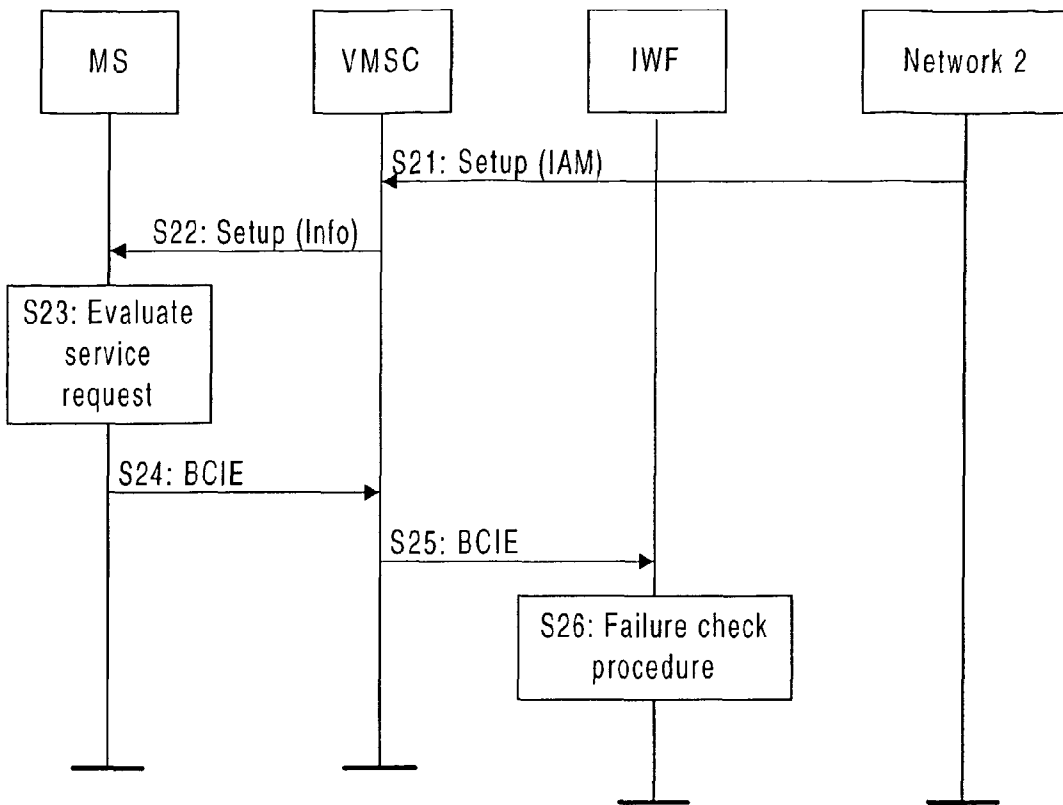 MS
VMSC
IWF
Network 2
S21: Setup (IAM)
S22: Setup (Info)
S23: Evaluate
service
request
S24: BCIE
S25: BCIE
S26: Failure check
procedure